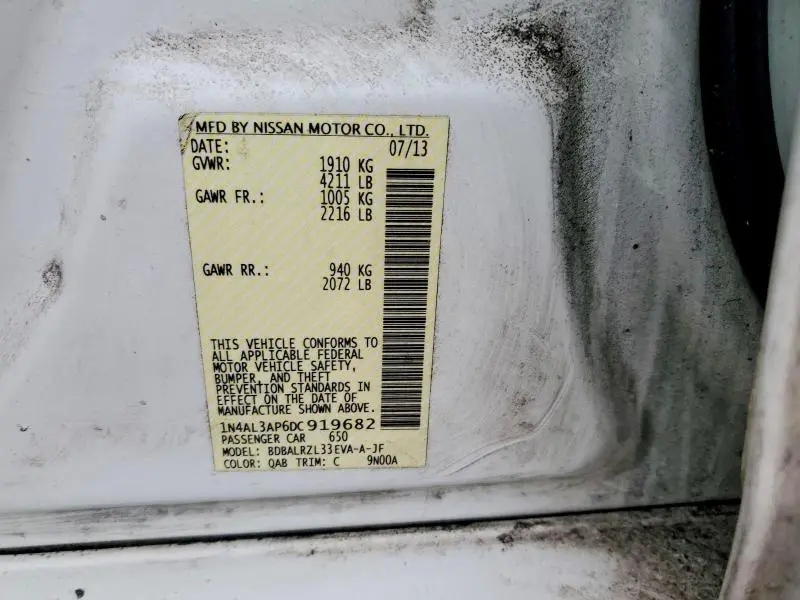 MFD BY NISSAN MOTOR CO., LTD.
DATE: 07/13
GVWR: 1910 KG
4211 LB
GAWR FR.: 1005 KG
2216 LB
GAWR RR.: 940 KG
2072 LB
THIS VEHICLE CONFORMS TO
ALL APPLICABLE FEDERAL
MOTOR VEHICLE SAFETY,
BUMPER, AND THEFT
PREVENTION STANDARDS IN
EFFECT ON THE DATE OF
MANUFACTURE SHOWN ABOVE.
1N4AL3AP6DC919682
PASSENGER CAR 650
MODEL: BDBALRZL33EVA-A-JF
COLOR: QAB TRIM: C 9N00A